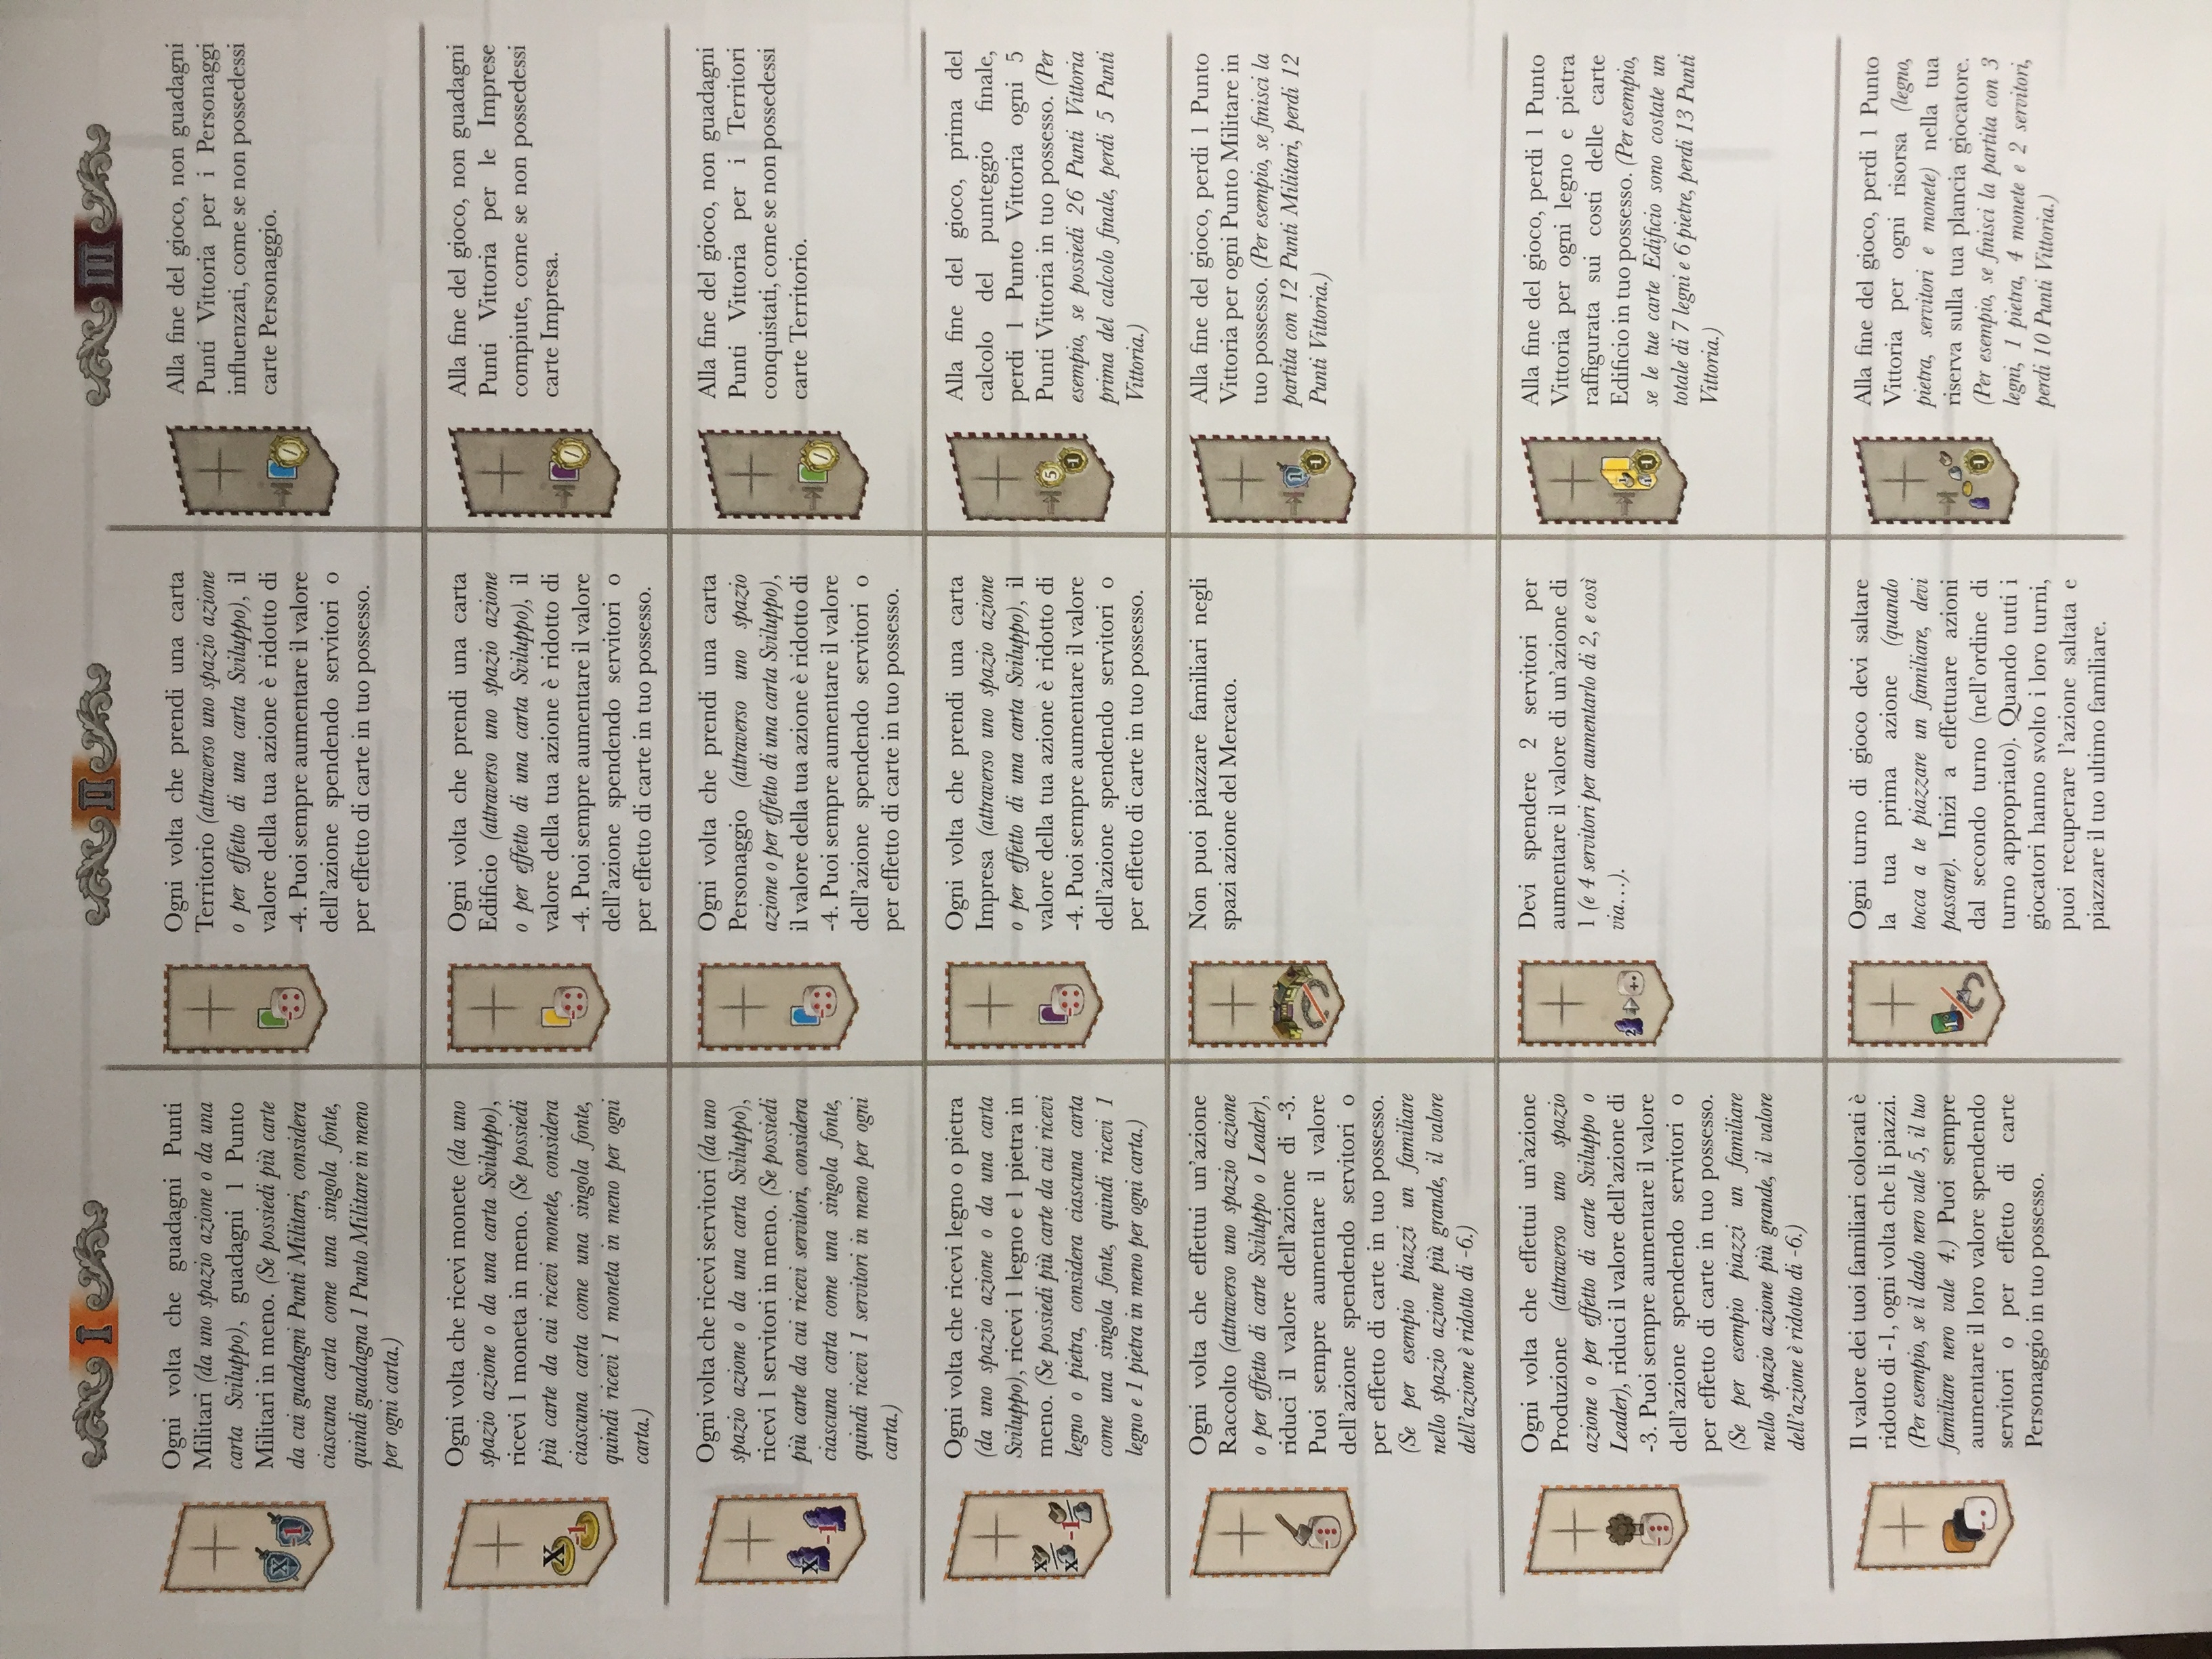 I
II
III
Ogni volta che guadagni Punti
Militari (da uno spazio azione o da una
carta Sviluppo), guadagni 1 Punto
Militari in meno. (Se possiedi più carte
da cui guadagni Punti Militari, considera
ciascuna carta come una singola fonte,
quindi guadagna 1 Punto Militare in meno
per ogni carta.)
X
-1
Ogni volta che prendi una carta
Territorio (attraverso uno spazio azione
o per effetto di una carta Sviluppo), il
valore della tua azione è ridotto di
-4. Puoi sempre aumentare il valore
dell'azione spendendo servitori o
per effetto di carte in tuo possesso.
Alla fine del gioco, non guadagni
Punti Vittoria per i Personaggi
influenzati, come se non possedessi
carte Personaggio.
Ogni volta che ricevi monete (da uno
spazio azione o da una carta Sviluppo),
ricevi 1 moneta in meno. (Se possiedi
più carte da cui ricevi monete, considera
ciascuna carta come una singola fonte,
quindi ricevi 1 moneta in meno per ogni
carta.)
X
-1
Ogni volta che prendi una carta
Edificio (attraverso uno spazio azione
o per effetto di una carta Sviluppo), il
valore della tua azione è ridotto di
-4. Puoi sempre aumentare il valore
dell'azione spendendo servitori o
per effetto di carte in tuo possesso.
Alla fine del gioco, non guadagni
Punti Vittoria per le Imprese
compiute, come se non possedessi
carte Impresa.
Ogni volta che ricevi servitori (da uno
spazio azione o da una carta Sviluppo),
ricevi 1 servitori in meno. (Se possiedi
più carte da cui ricevi servitori, considera
ciascuna carta come una singola fonte,
quindi ricevi 1 servitori in meno per ogni
carta.)
X
-1
Ogni volta che prendi una carta
Personaggio (attraverso uno spazio
azione o per effetto di una carta Sviluppo),
il valore della tua azione è ridotto di
-4. Puoi sempre aumentare il valore
dell'azione spendendo servitori o
per effetto di carte in tuo possesso.
Alla fine del gioco, non guadagni
Punti Vittoria per i Territori
conquistati, come se non possedessi
carte Territorio.
Ogni volta che ricevi legno o pietra
(da uno spazio azione o da una carta
Sviluppo), ricevi 1 legno e 1 pietra in
meno. (Se possiedi più carte da cui ricevi
legno o pietra, considera ciascuna carta
come una singola fonte, quindi ricevi 1
legno e 1 pietra in meno per ogni carta.)
X
X
-1
Ogni volta che prendi una carta
Impresa (attraverso uno spazio azione
o per effetto di una carta Sviluppo), il
valore della tua azione è ridotto di
-4. Puoi sempre aumentare il valore
dell'azione spendendo servitori o
per effetto di carte in tuo possesso.
Alla fine del gioco, prima del
calcolo del punteggio finale,
perdi 1 Punto Vittoria ogni 5
Punti Vittoria in tuo possesso. (Per
esempio, se possiedi 26 Punti Vittoria
prima del calcolo finale, perdi 5 Punti
Vittoria.)
5
-1
Ogni volta che effettui un'azione
Raccolto (attraverso uno spazio azione
o per effetto di carte Sviluppo o Leader),
riduci il valore dell'azione di -3.
Puoi sempre aumentare il valore
dell'azione spendendo servitori o
per effetto di carte in tuo possesso.
(Se per esempio piazzi un familiare
nello spazio azione più grande, il valore
dell'azione è ridotto di -6.)
Non puoi piazzare familiari negli
spazi azione del Mercato.
Alla fine del gioco, perdi 1 Punto
Vittoria per ogni Punto Militare in
tuo possesso. (Per esempio, se finisci la
partita con 12 Punti Militari, perdi 12
Punti Vittoria.)
1
-1
Ogni volta che effettui un'azione
Produzione (attraverso uno spazio
azione o per effetto di carte Sviluppo o
Leader), riduci il valore dell'azione di
-3. Puoi sempre aumentare il valore
dell'azione spendendo servitori o
per effetto di carte in tuo possesso.
(Se per esempio piazzi un familiare
nello spazio azione più grande, il valore
dell'azione è ridotto di -6.)
Devi spendere 2 servitori per
aumentare il valore di un'azione di
1 (e 4 servitori per aumentarlo di 2, e così
via…).
2
Alla fine del gioco, perdi 1 Punto
Vittoria per ogni legno e pietra
raffigurata sui costi delle carte
Edificio in tuo possesso. (Per esempio,
se le tue carte Edificio sono costate un
totale di 7 legni e 6 pietre, perdi 13 Punti
Vittoria.)
1
1
-1
Il valore dei tuoi familiari colorati è
ridotto di -1, ogni volta che li piazzi.
(Per esempio, se il dado nero vale 5, il tuo
familiare nero vale 4.) Puoi sempre
aumentare il loro valore spendendo
servitori o per effetto di carte
Personaggio in tuo possesso.
Ogni turno di gioco devi saltare
la tua prima azione (quando
tocca a te piazzare un familiare, devi
passare). Inizi a effettuare azioni
dal secondo turno (nell'ordine di
turno appropriato). Quando tutti i
giocatori hanno svolto i loro turni,
puoi recuperare l'azione saltata e
piazzare il tuo ultimo familiare.
1°
Alla fine del gioco, perdi 1 Punto
Vittoria per ogni risorsa (legno,
pietra, servitori e monete) nella tua
riserva sulla tua plancia giocatore.
(Per esempio, se finisci la partita con 3
legni, 1 pietra, 4 monete e 2 servitori,
perdi 10 Punti Vittoria.)
-1